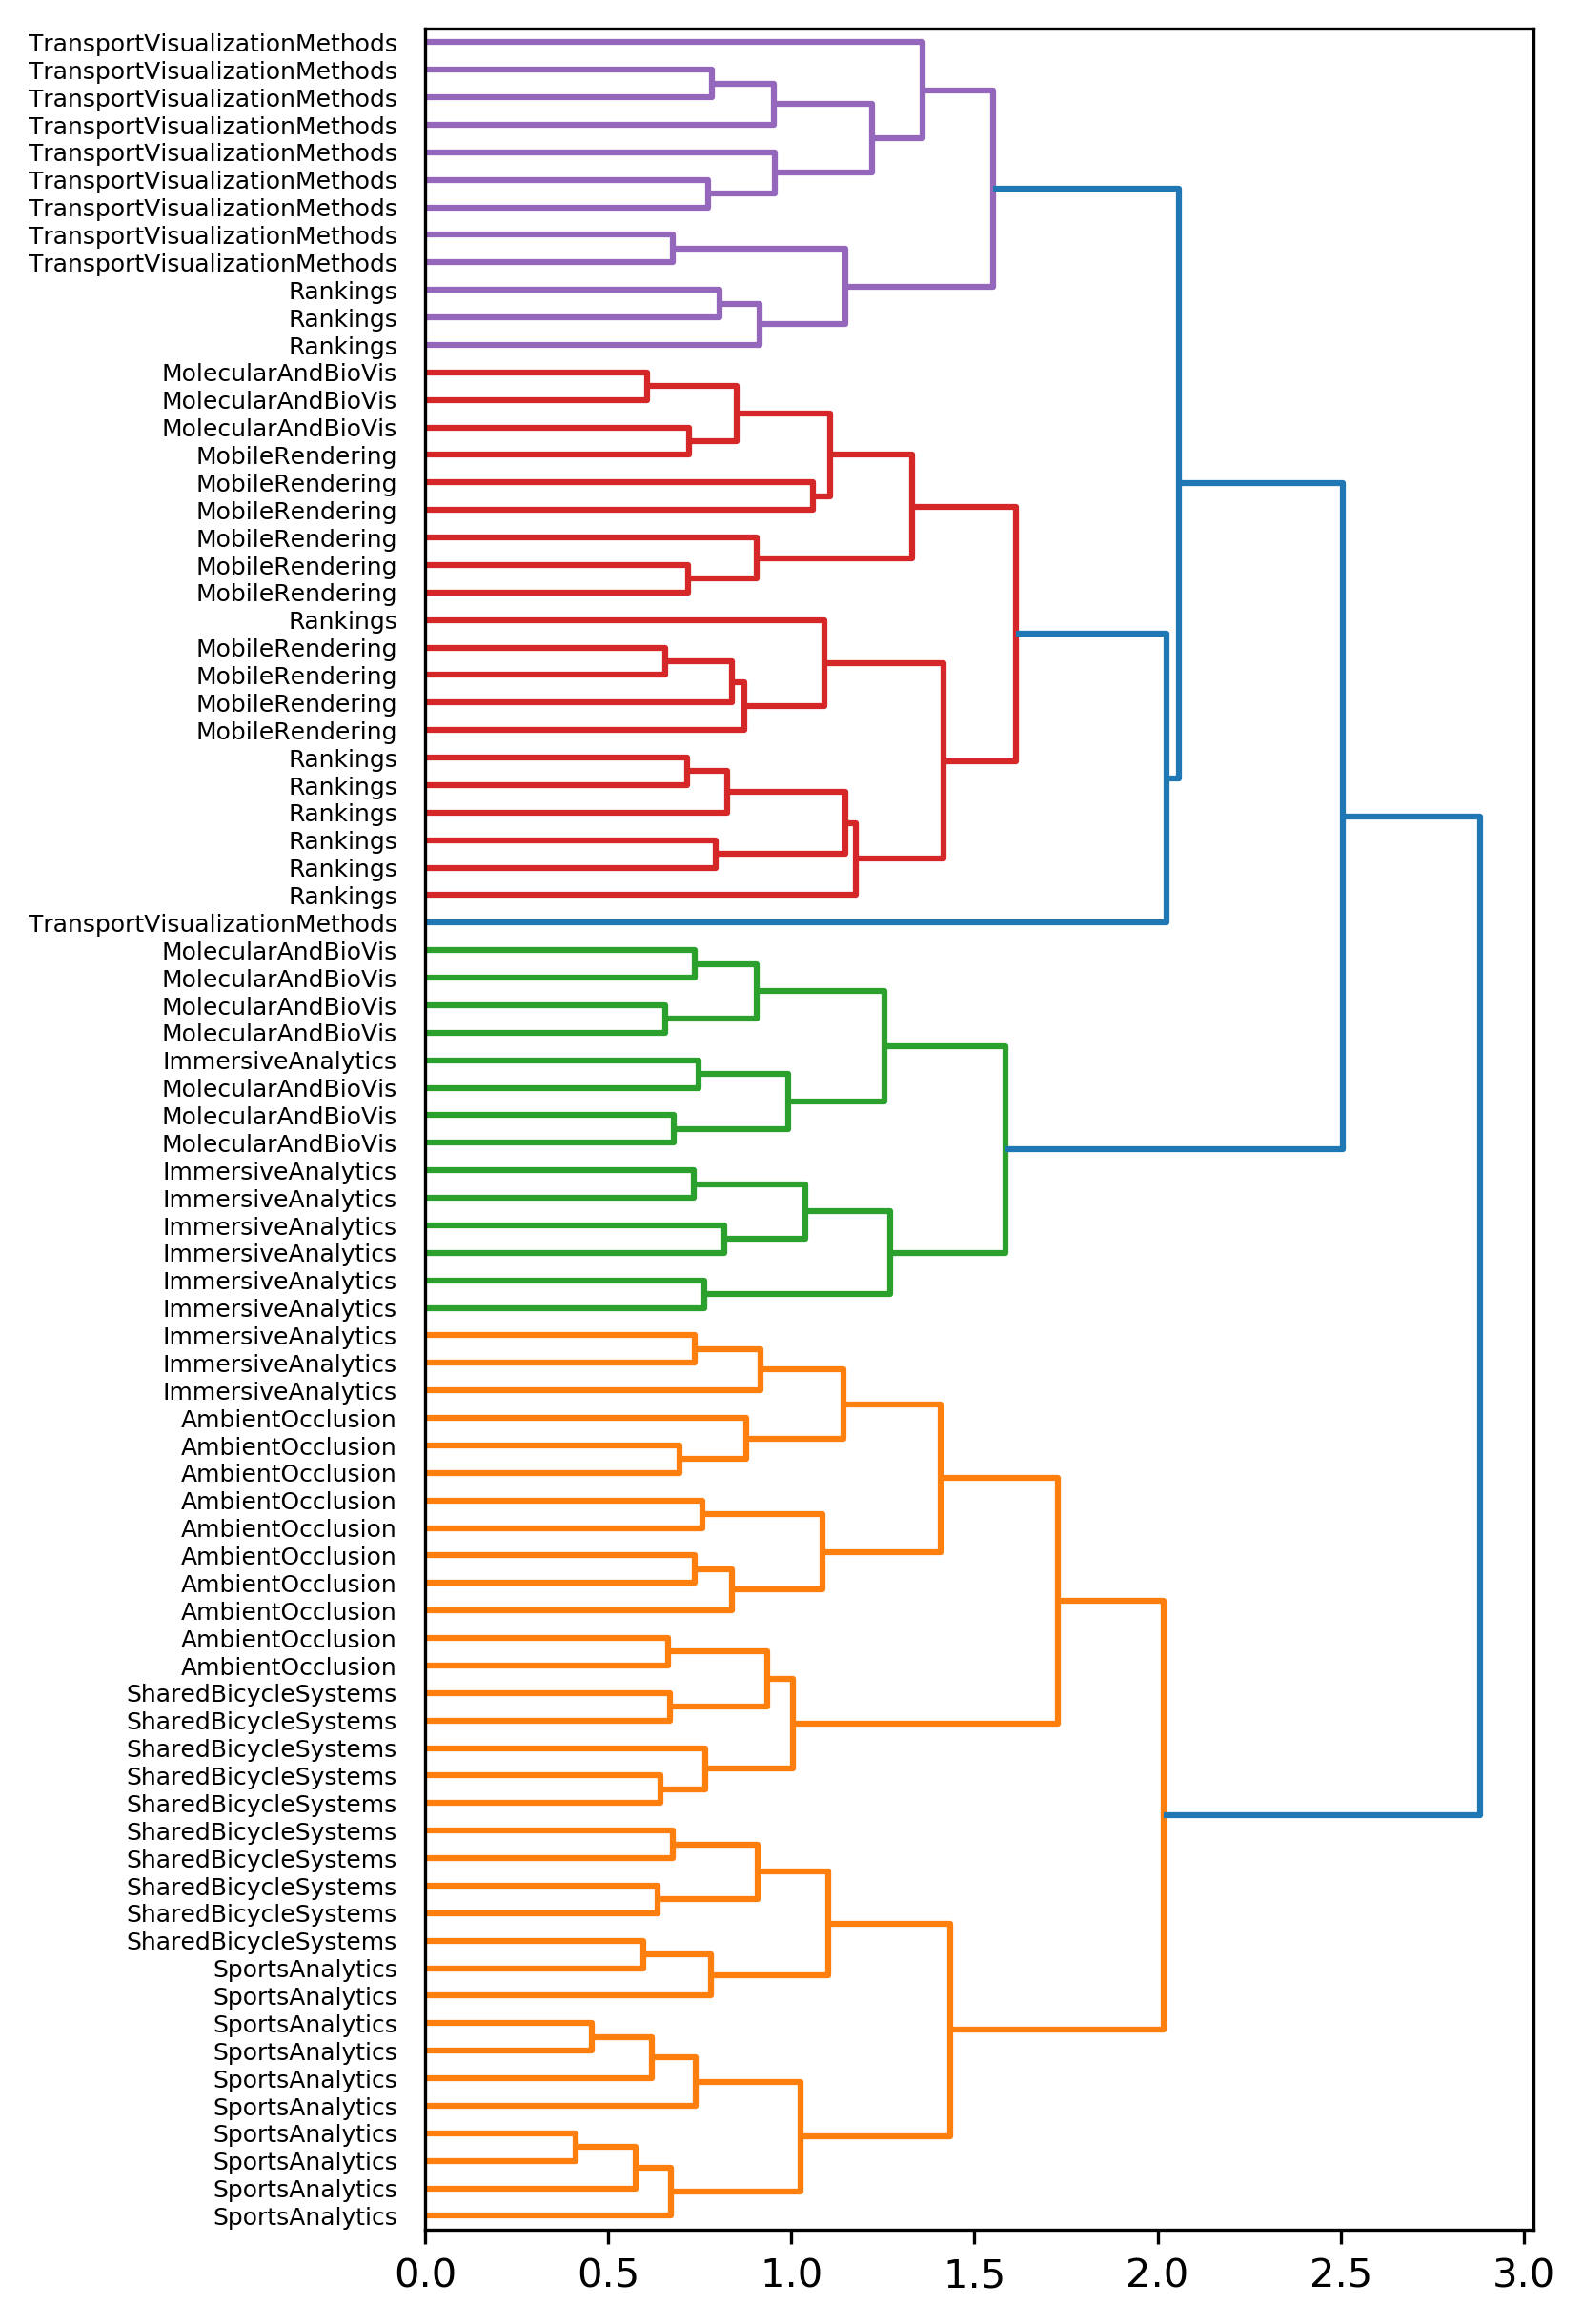 TransportVisualizationMethods
TransportVisualizationMethods
TransportVisualizationMethods
TransportVisualizationMethods
TransportVisualizationMethods
TransportVisualizationMethods
TransportVisualizationMethods
TransportVisualizationMethods
TransportVisualizationMethods
Rankings
Rankings
Rankings
MolecularAndBioVis
MolecularAndBioVis
MolecularAndBioVis
MobileRendering
MobileRendering
MobileRendering
MobileRendering
MobileRendering
MobileRendering
Rankings
MobileRendering
MobileRendering
MobileRendering
MobileRendering
Rankings
Rankings
Rankings
Rankings
Rankings
Rankings
TransportVisualizationMethods
MolecularAndBioVis
MolecularAndBioVis
MolecularAndBioVis
MolecularAndBioVis
ImmersiveAnalytics
MolecularAndBioVis
MolecularAndBioVis
MolecularAndBioVis
ImmersiveAnalytics
ImmersiveAnalytics
ImmersiveAnalytics
ImmersiveAnalytics
ImmersiveAnalytics
ImmersiveAnalytics
ImmersiveAnalytics
ImmersiveAnalytics
ImmersiveAnalytics
AmbientOcclusion
AmbientOcclusion
AmbientOcclusion
AmbientOcclusion
AmbientOcclusion
AmbientOcclusion
AmbientOcclusion
AmbientOcclusion
AmbientOcclusion
AmbientOcclusion
SharedBicycleSystems
SharedBicycleSystems
SharedBicycleSystems
SharedBicycleSystems
SharedBicycleSystems
SharedBicycleSystems
SharedBicycleSystems
SharedBicycleSystems
SharedBicycleSystems
SharedBicycleSystems
SportsAnalytics
SportsAnalytics
SportsAnalytics
SportsAnalytics
SportsAnalytics
SportsAnalytics
SportsAnalytics
SportsAnalytics
SportsAnalytics
SportsAnalytics
0.0 0.5 1.0 1.5 2.0 2.5 3.0